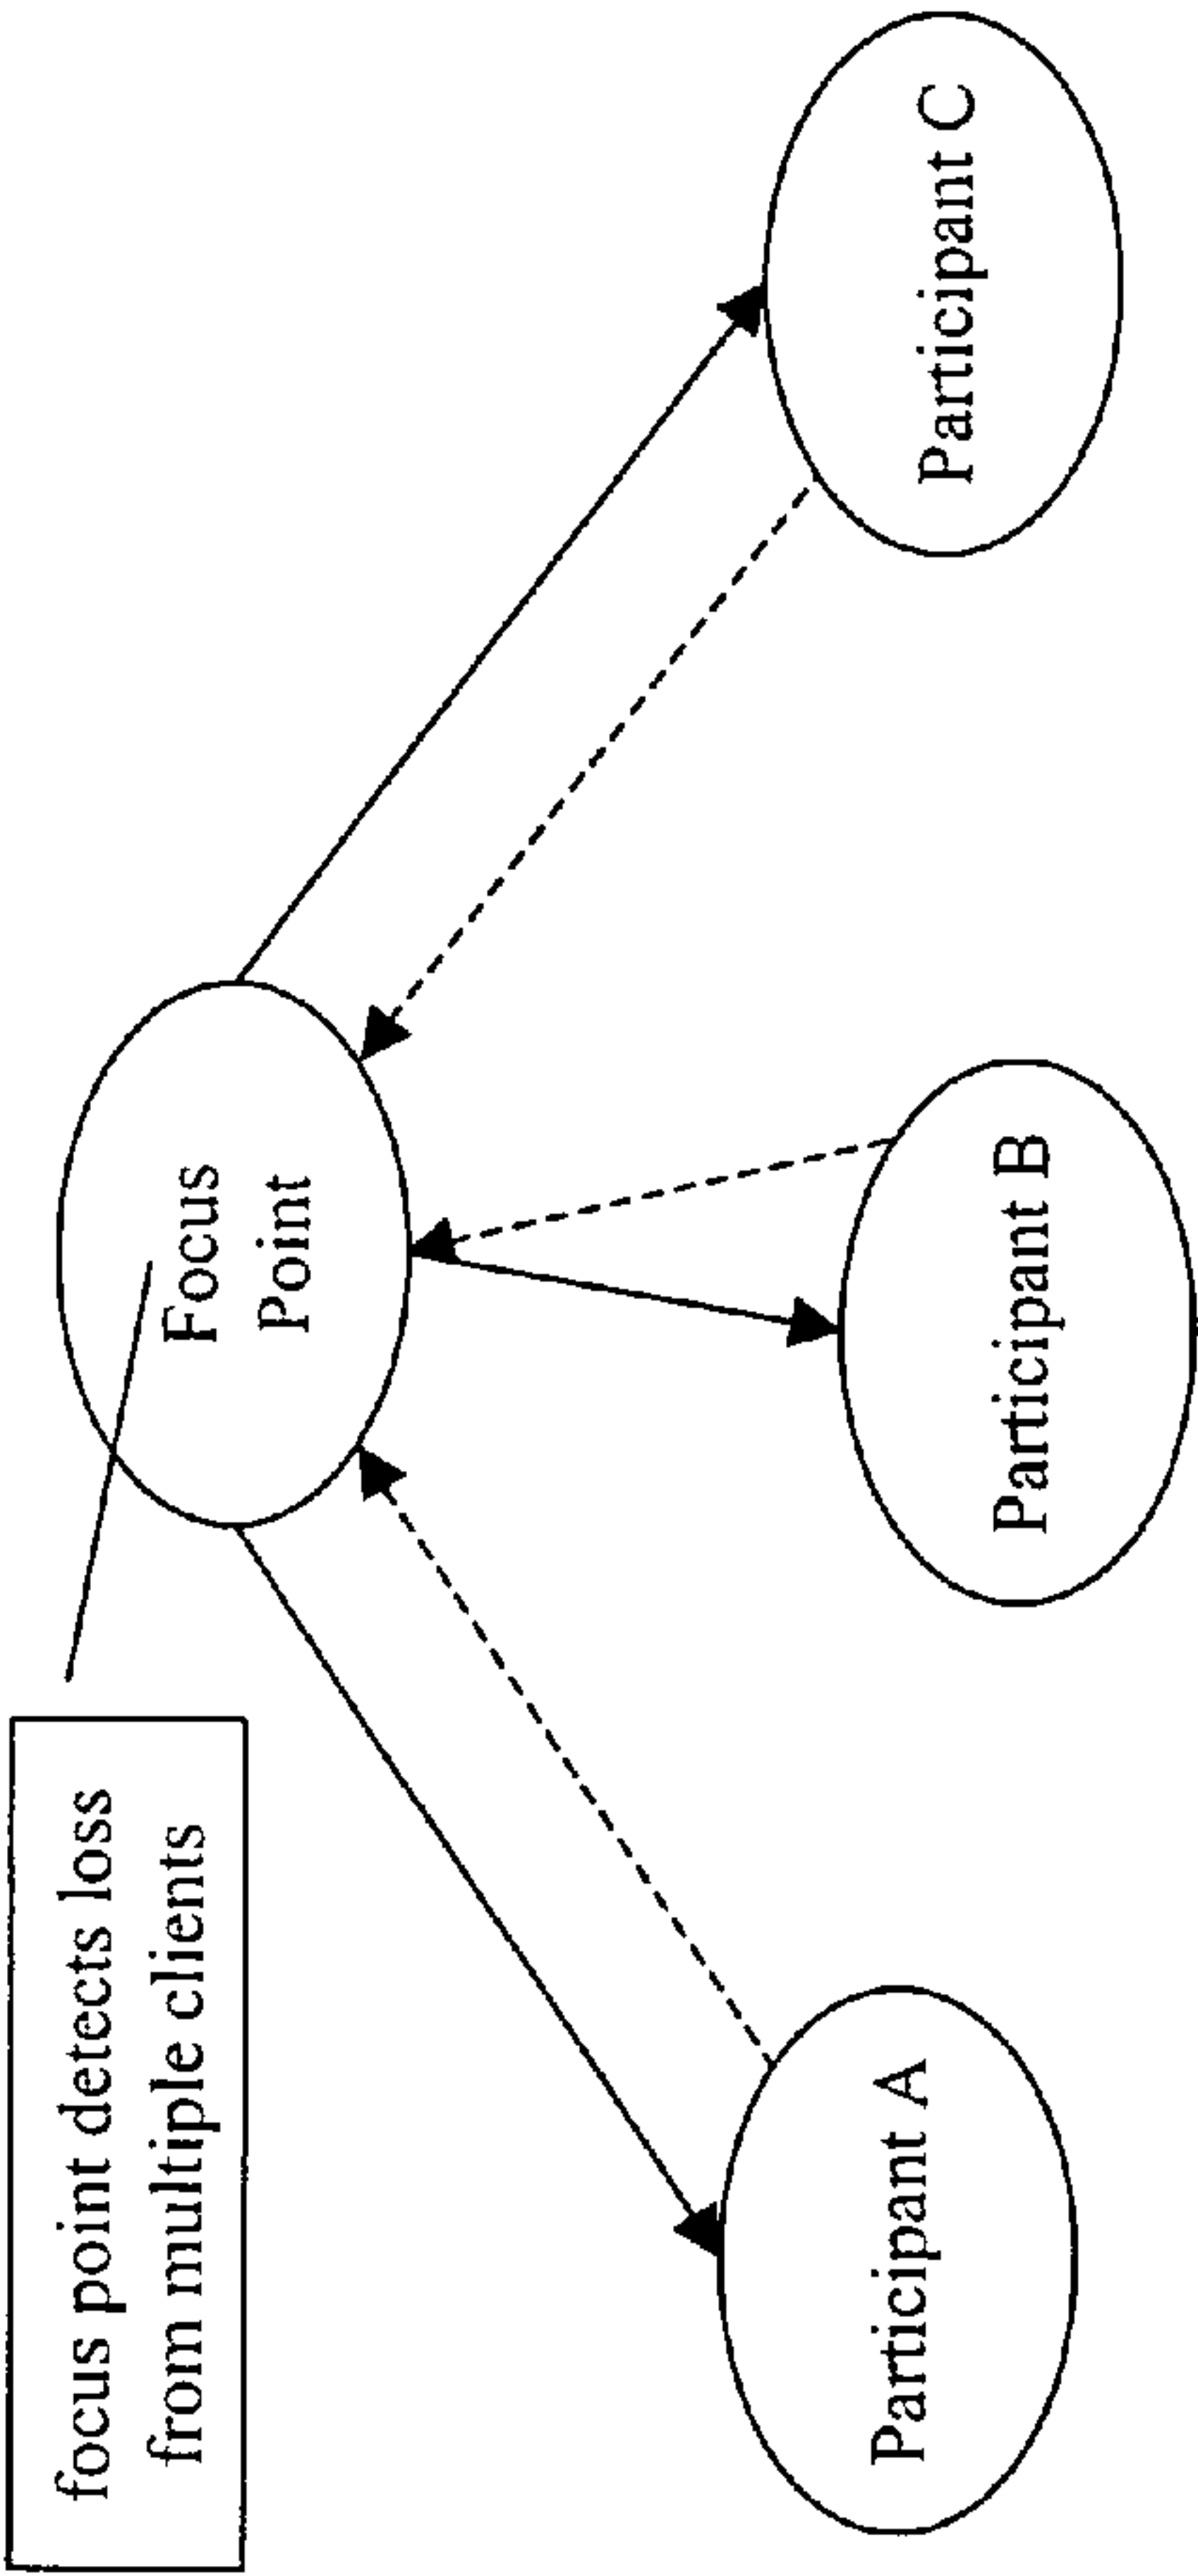 focus point detects loss
from multiple clients
Focus
Point
Participant A
Participant B
Participant C